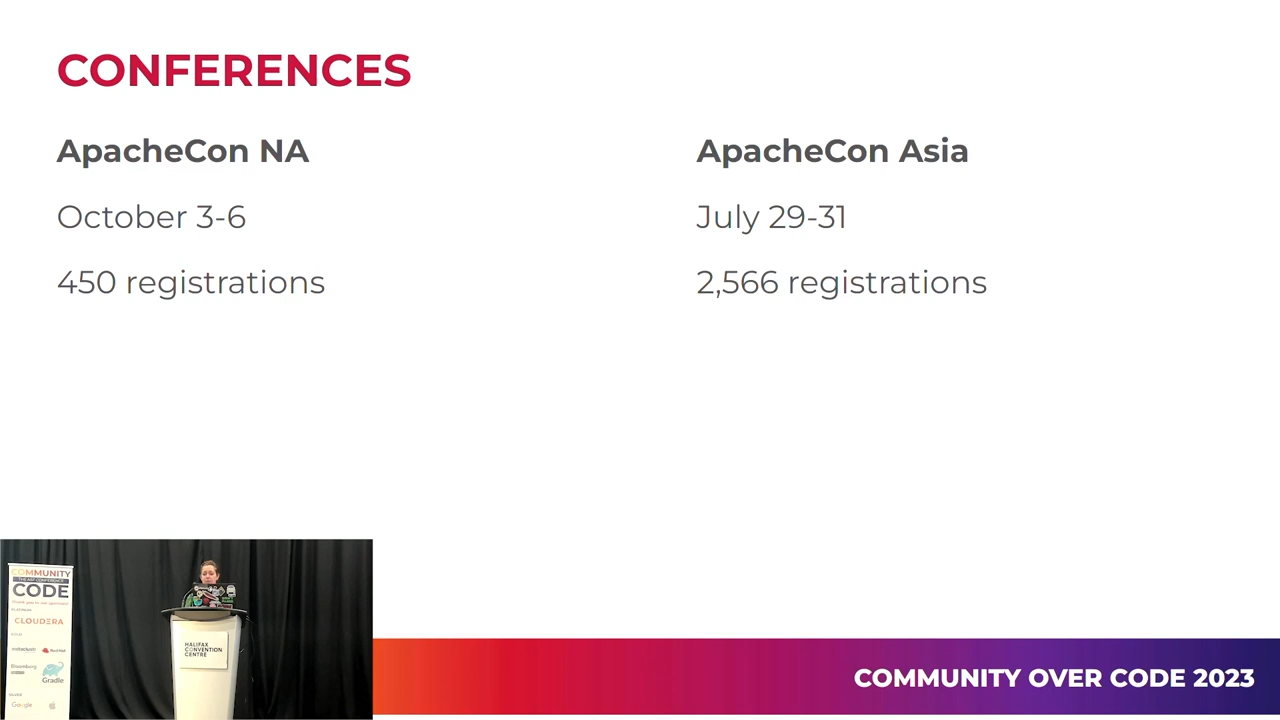 CONFERENCES
ApacheCon NA
October 3-6
450 registrations
ApacheCon Asia
July 29-31
2,566 registrations
COMMUNITY
CODE
CLOUDERA
Gradle
Google
HALIFAX
CONVENTION
CENTRE
COMMUNITY OVER CODE 2023